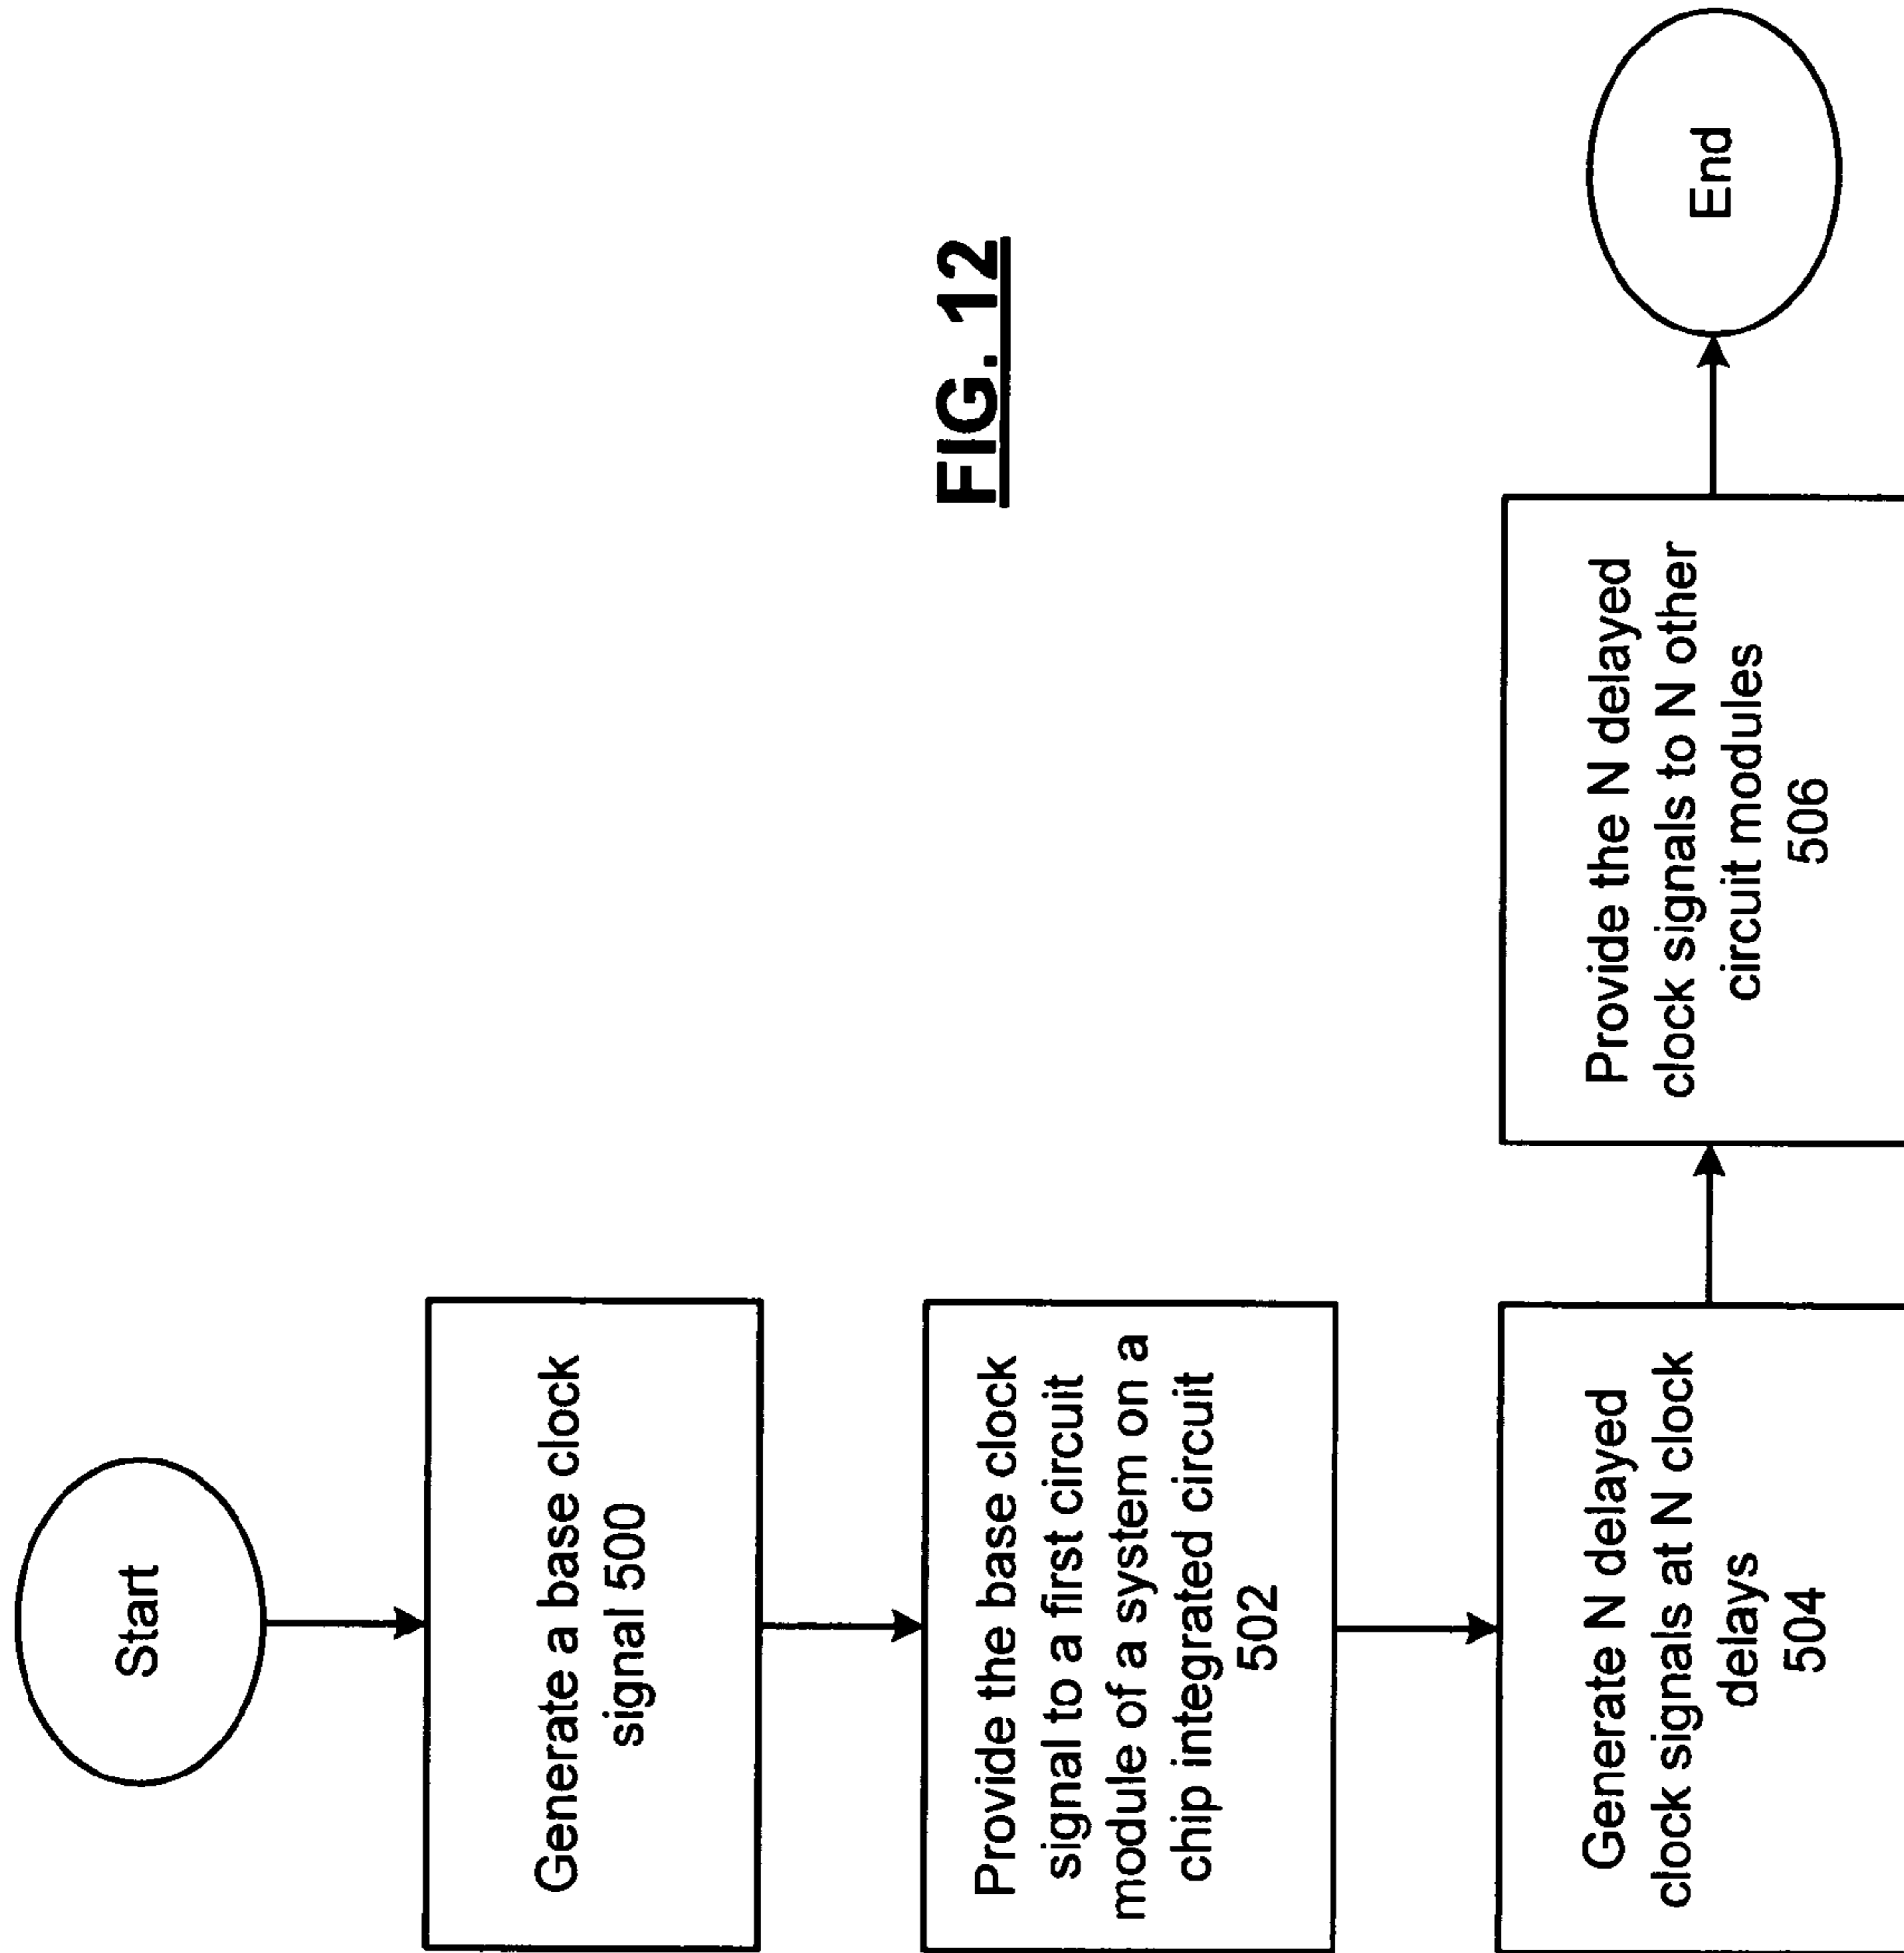 Start
Generate a base clock
signal 500
Provide the base clock
signal to a first circuit
module of a system on a
chip integrated circuit
502
Generate N delayed
clock signals at N clock
delays
504
Provide the N delayed
clock signals to N other
circuit modules
506
End
FIG. 12